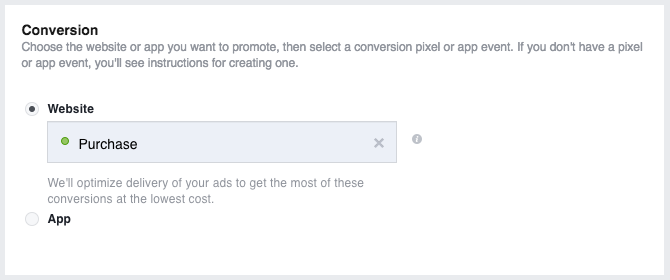 Conversion
Choose the website or app you want to promote, then select a conversion pixel or app event. If you don't have a pixel
or app event, you'll see instructions for creating one.
Website
Purchase
We'll optimize delivery of your ads to get the most of these
conversions at the lowest cost.
App